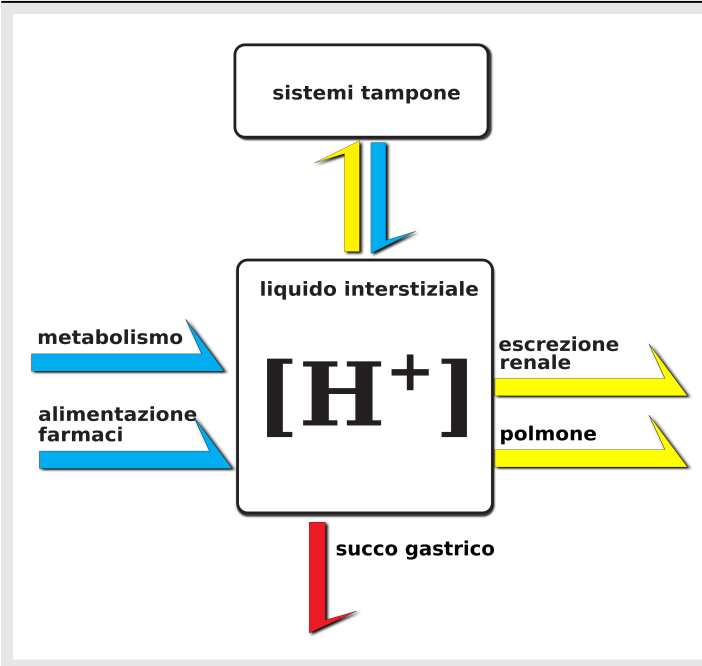 sistemi tampone
liquido interstiziale
[H⁺]
metabolismo
alimentazione
farmaci
escrezione
renale
polmone
succo gastrico